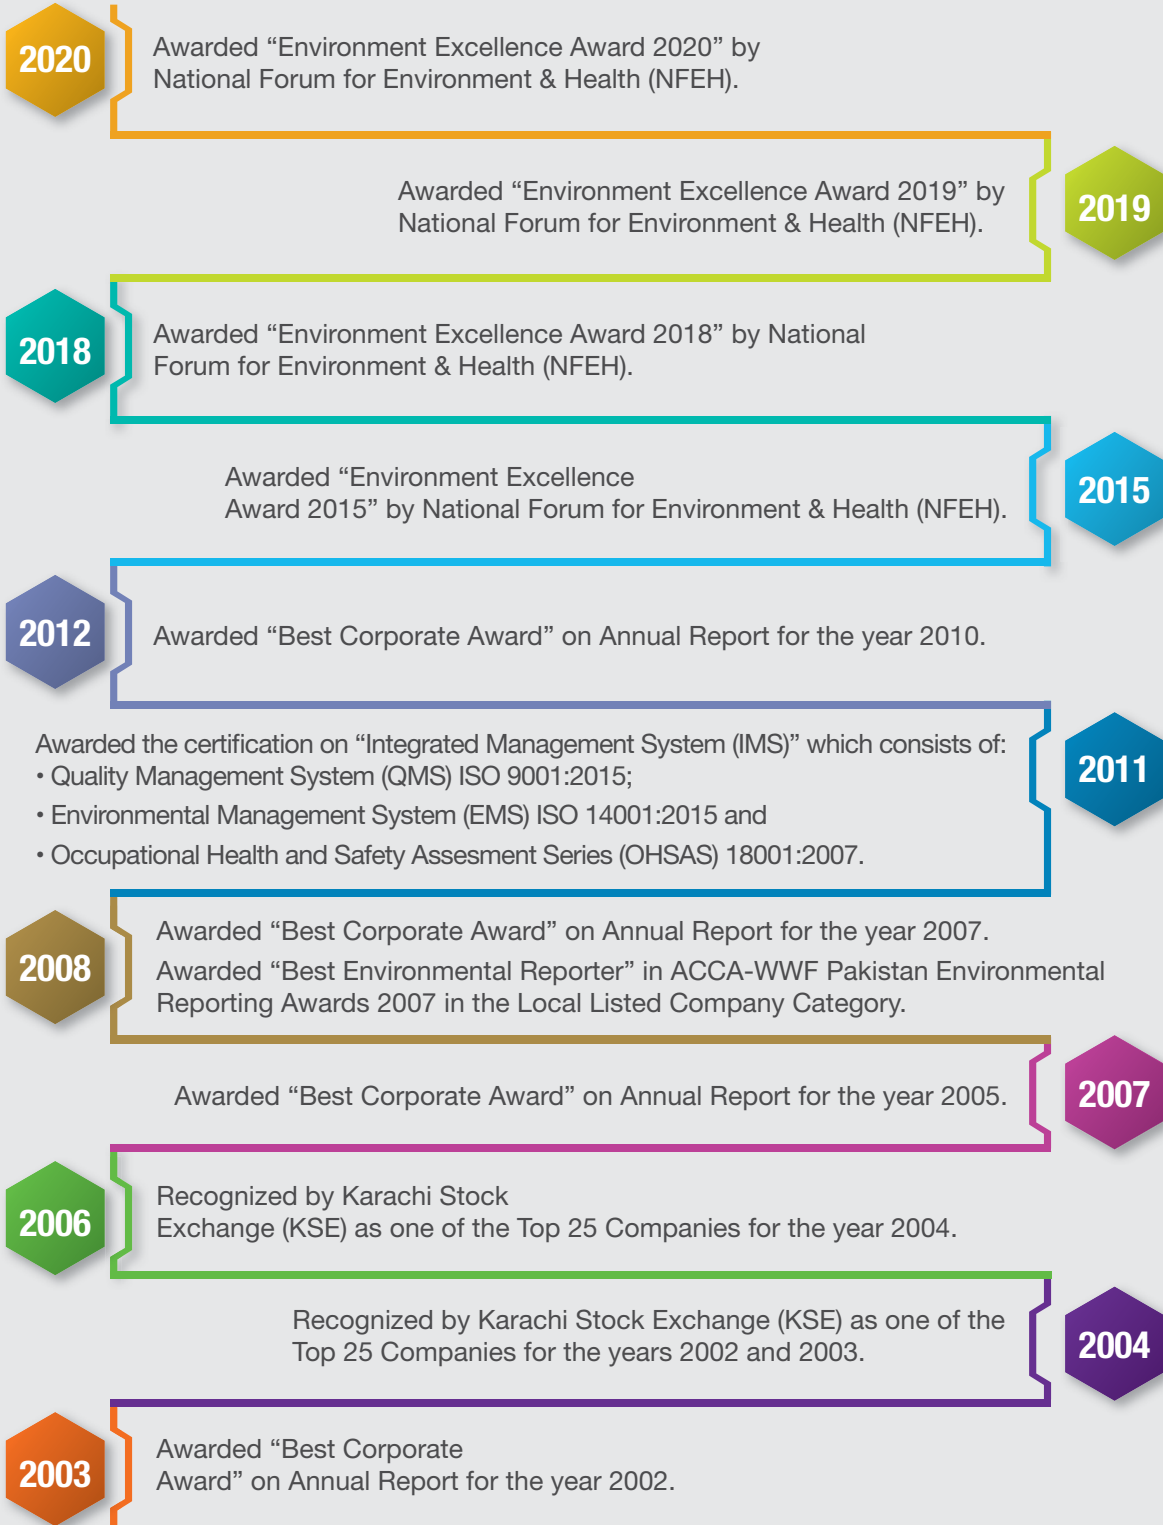 2020
Awarded “Environment Excellence Award 2020” by
National Forum for Environment & Health (NFEH).
Awarded “Environment Excellence Award 2019” by
National Forum for Environment & Health (NFEH).
2019
2018
Awarded “Environment Excellence Award 2018” by National
Forum for Environment & Health (NFEH).
Awarded “Environment Excellence
Award 2015” by National Forum for Environment & Health (NFEH).
2015
2012
Awarded “Best Corporate Award” on Annual Report for the year 2010.
Awarded the certification on “Integrated Management System (IMS)” which consists of:
• Quality Management System (QMS) ISO 9001:2015;
• Environmental Management System (EMS) ISO 14001:2015 and
• Occupational Health and Safety Assesment Series (OHSAS) 18001:2007.
2011
2008
Awarded “Best Corporate Award” on Annual Report for the year 2007.
Awarded “Best Environmental Reporter” in ACCA-WWF Pakistan Environmental
Reporting Awards 2007 in the Local Listed Company Category.
Awarded “Best Corporate Award” on Annual Report for the year 2005.
2007
2006
Recognized by Karachi Stock
Exchange (KSE) as one of the Top 25 Companies for the year 2004.
Recognized by Karachi Stock Exchange (KSE) as one of the
Top 25 Companies for the years 2002 and 2003.
2004
2003
Awarded “Best Corporate
Award” on Annual Report for the year 2002.